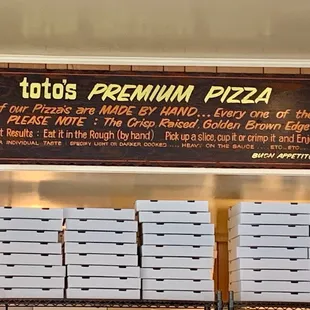 toto's PREMIUM PIZZA
of our Pizza's are MADE BY HAND... Every one of the
PLEASE NOTE : The Crisp Raised, Golden Brown Edge
t Results : Eat it in the Rough (by hand) Pick up a slice, cup it or crimp it and Enj
R INDIVIDUAL TASTE : SPECIFY LIGHT OR DARKER COOKED .... HEAVY ON THE SAUCE ... ETC., ETC.
BUON APPETIT